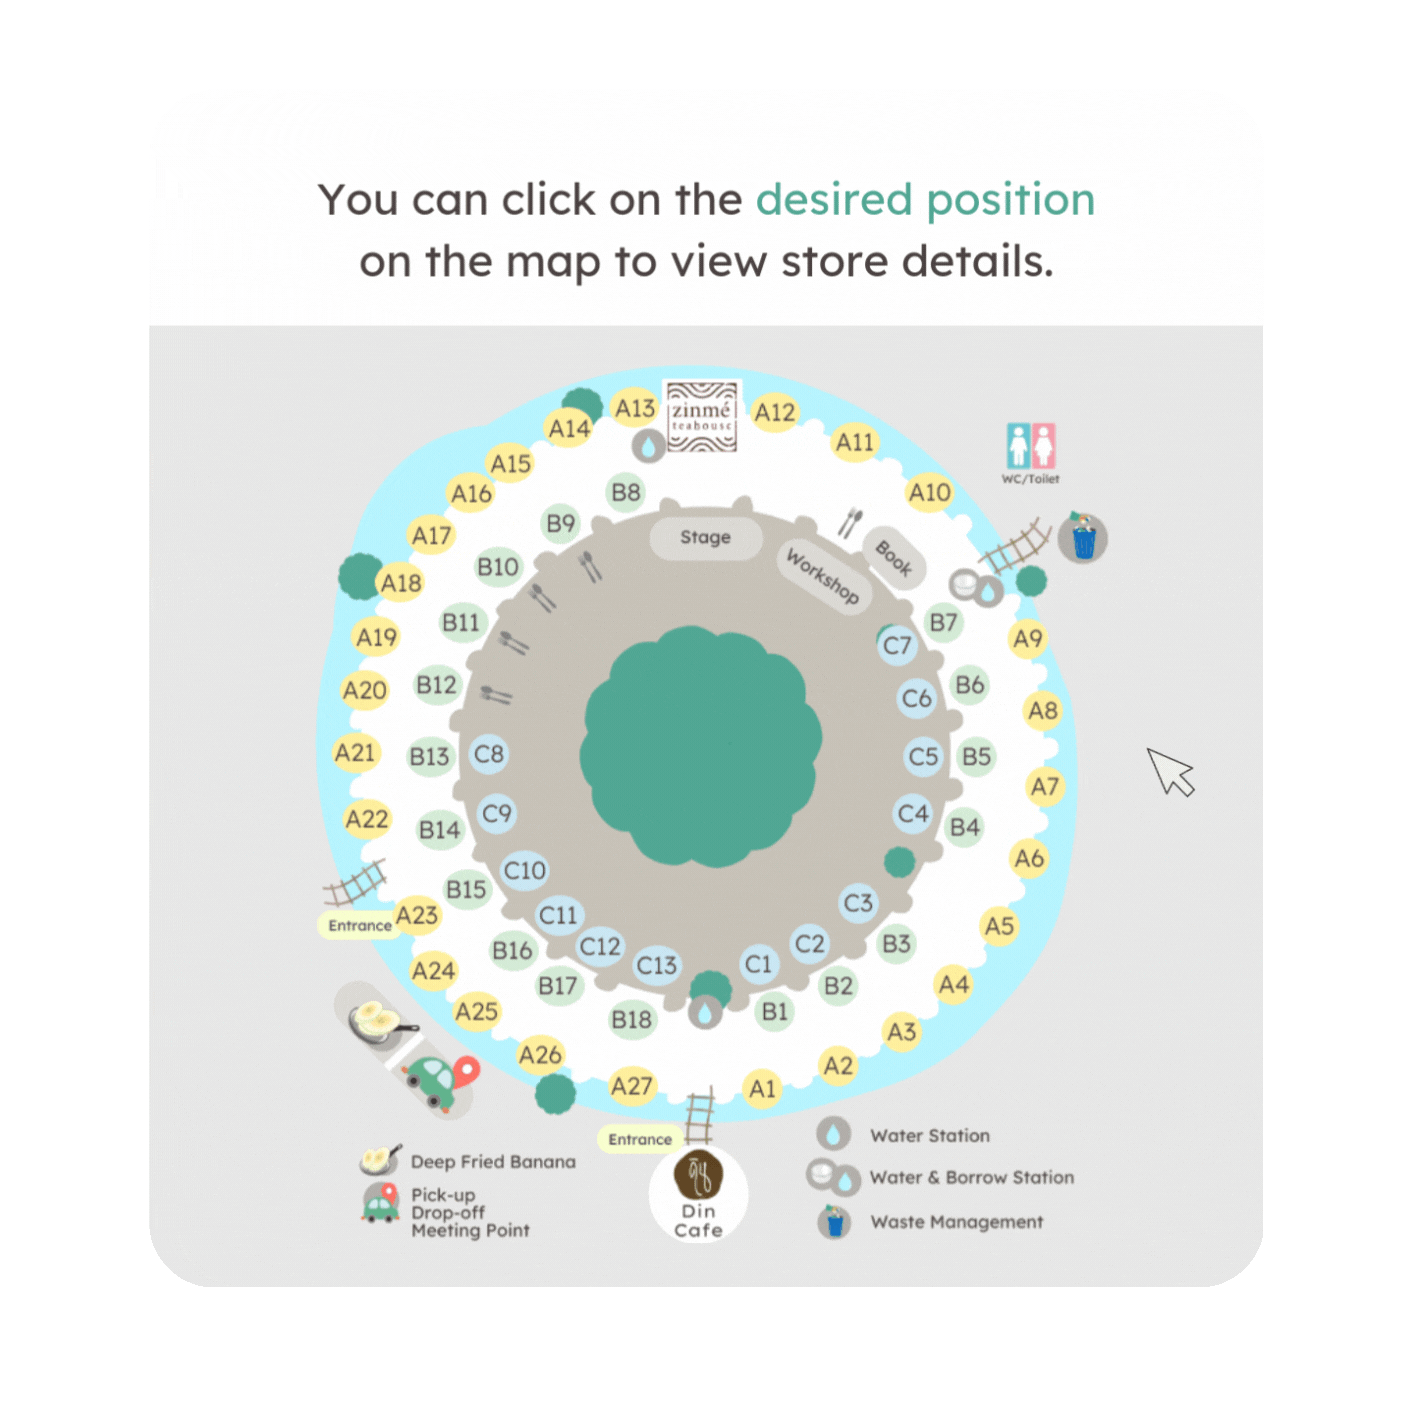 You can click on the desired position
on the map to view store details.
A13
zinmé
teahouse
A12
A14
A11
A15
A16
A10
B8
WC/Toilet
B9
A17
Stage
Book
Workshop
B10
A18
B11
B7
A19
A9
C7
B12
B6
A20
C6
A8
A21
B13
C8
C5
B5
A7
A22
C9
C4
B14
B4
A6
C10
B15
C3
Entrance
A23
C11
A5
C12
C2
B3
B16
C13
C1
A24
B17
B2
A4
A25
B18
B1
A3
A26
A2
A27
A1
Entrance
Water Station
Deep Fried Banana
Water & Borrow Station
Pick-up
Drop-off
Meeting Point
Din
Cafe
Waste Management